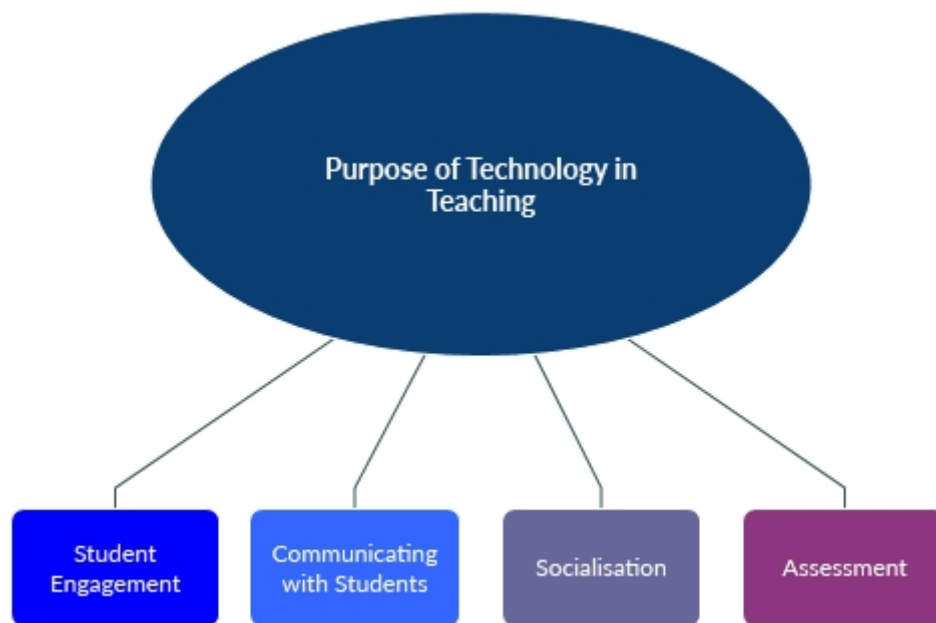 Purpose of Technology in
Teaching
Student
Engagement
Communicating
with Students
Socialisation
Assessment